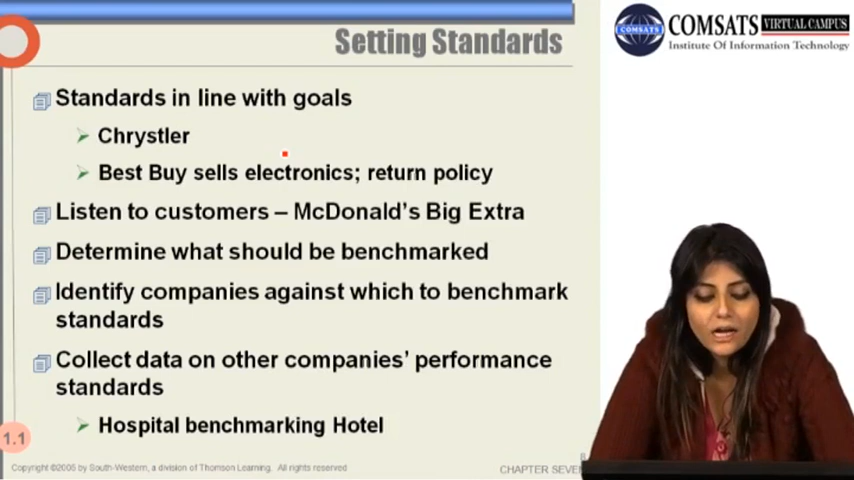 Setting Standards
COMSATS VIRTUAL CAMPUS
COMSATS
Institute Of Information Technology
Standards in line with goals
Chrystler
Best Buy sells electronics; return policy
Listen to customers – McDonald's Big Extra
Determine what should be benchmarked
Identify companies against which to benchmark
standards
Collect data on other companies' performance
standards
Hospital benchmarking Hotel
1.1
Copyright ©2005 by South-Western, a division of Thomson Learning. All rights reserved
CHAPTER SEVEN